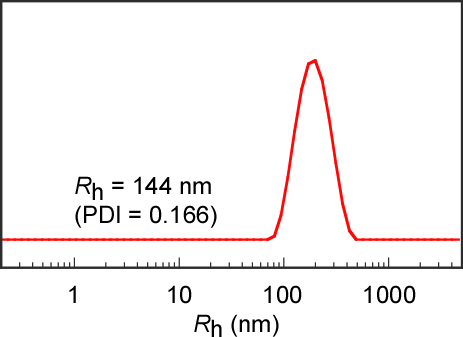 Rh = 144 nm
(PDI = 0.166)
1 10 100 1000
Rh (nm)